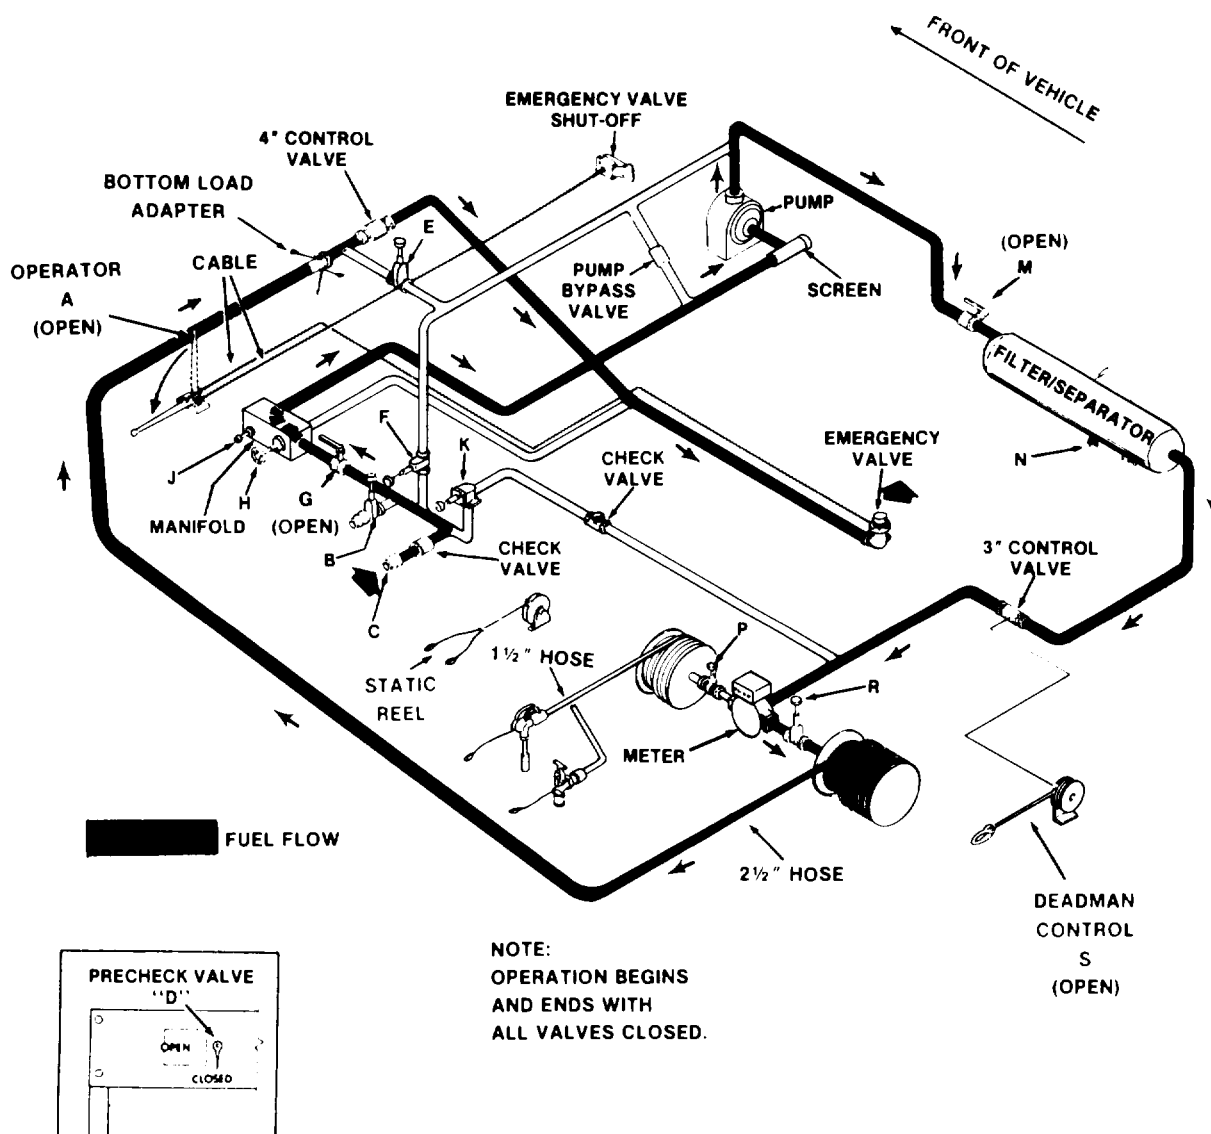 FRONT OF VEHICLE
EMERGENCY VALVE
SHUT-OFF
4" CONTROL
VALVE
BOTTOM LOAD
ADAPTER
PUMP
E
(OPEN)
M
OPERATOR
A
(OPEN)
CABLE
PUMP
BYPASS
VALVE
SCREEN
FILTER/SEPARATOR
F
K
EMERGENCY
VALVE
N
CHECK
VALVE
J
H
G
(OPEN)
MANIFOLD
B
CHECK
VALVE
3" CONTROL
VALVE
C
P
1½" HOSE
STATIC
REEL
R
METER
FUEL FLOW
2½" HOSE
DEADMAN
CONTROL
S
(OPEN)
NOTE:
OPERATION BEGINS
AND ENDS WITH
ALL VALVES CLOSED.
PRECHECK VALVE
"D"
OPEN
CLOSED